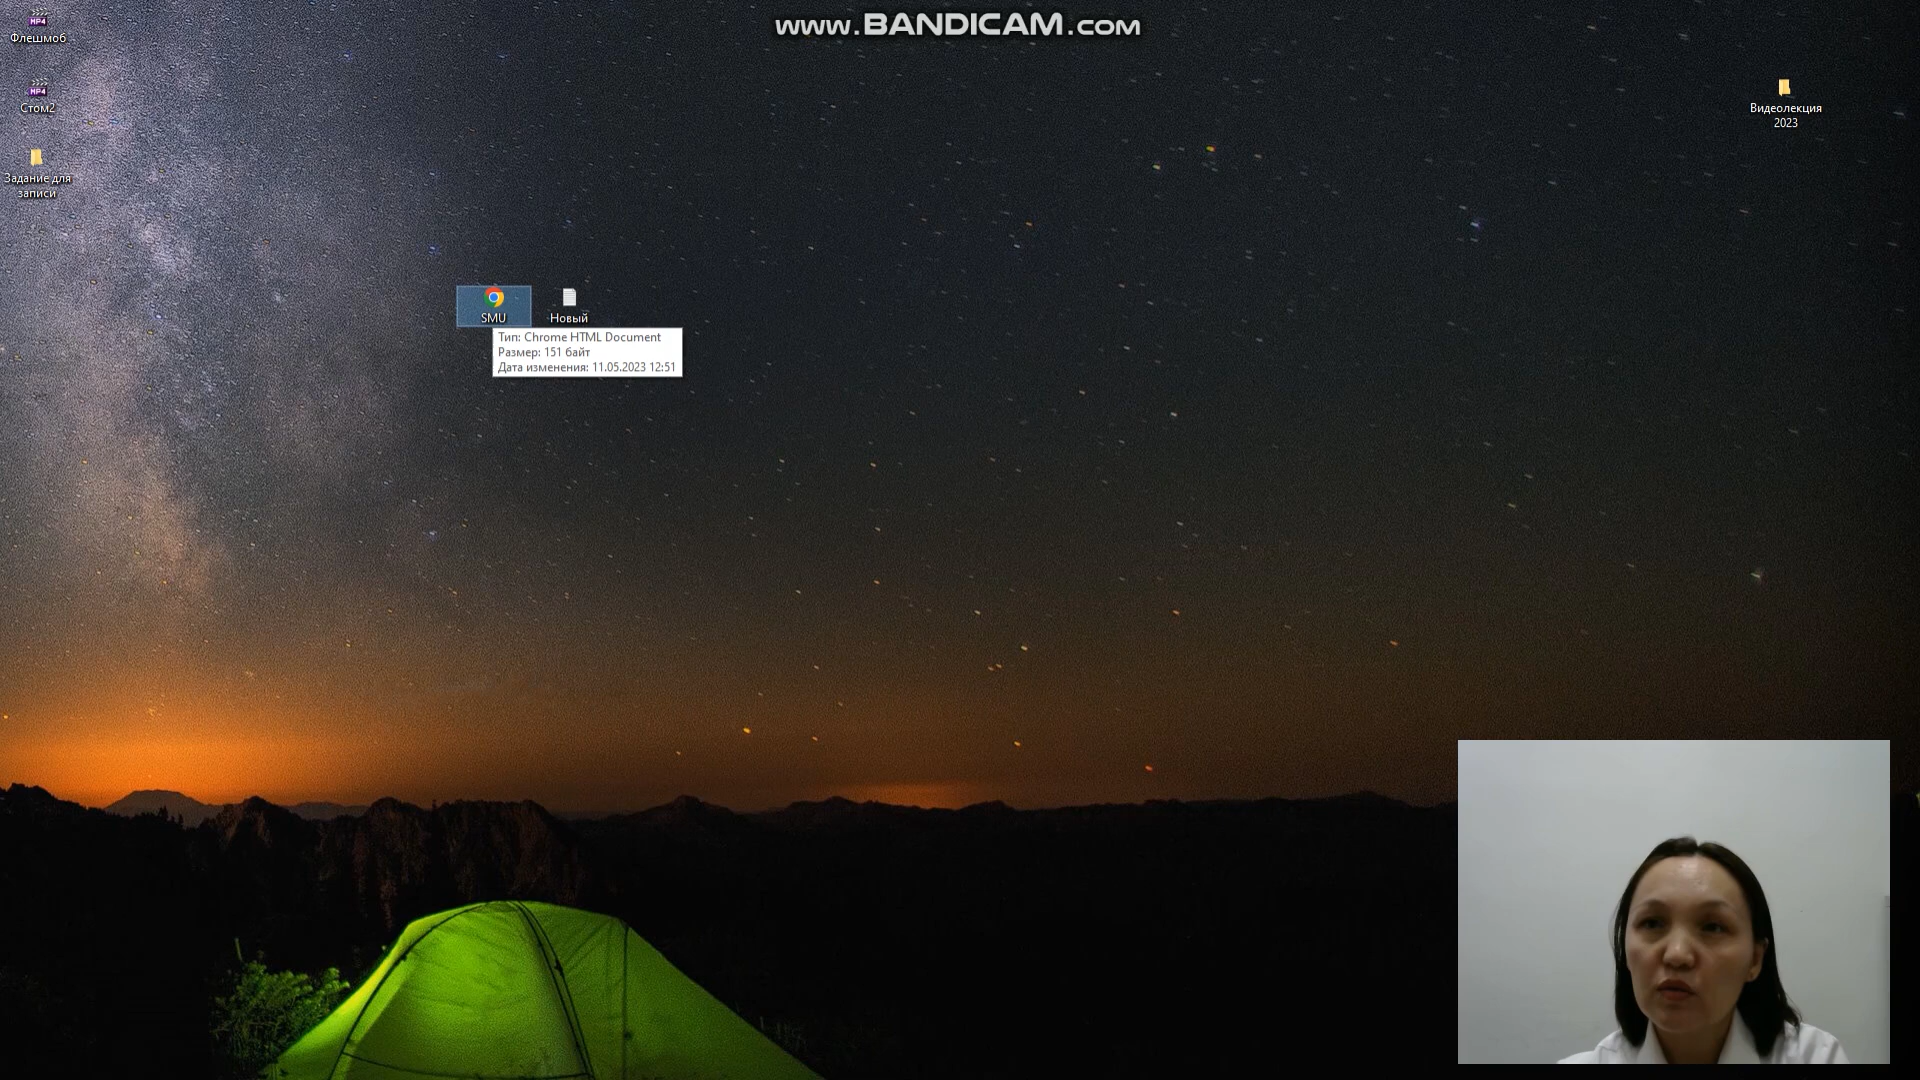 www.BANDICAM.com
Флешмоб
Стом2
Задание для
записи
Видеолекция
2023
SMU
Новый
Тип: Chrome HTML Document
Размер: 151 байт
Дата изменения: 11.05.2023 12:51